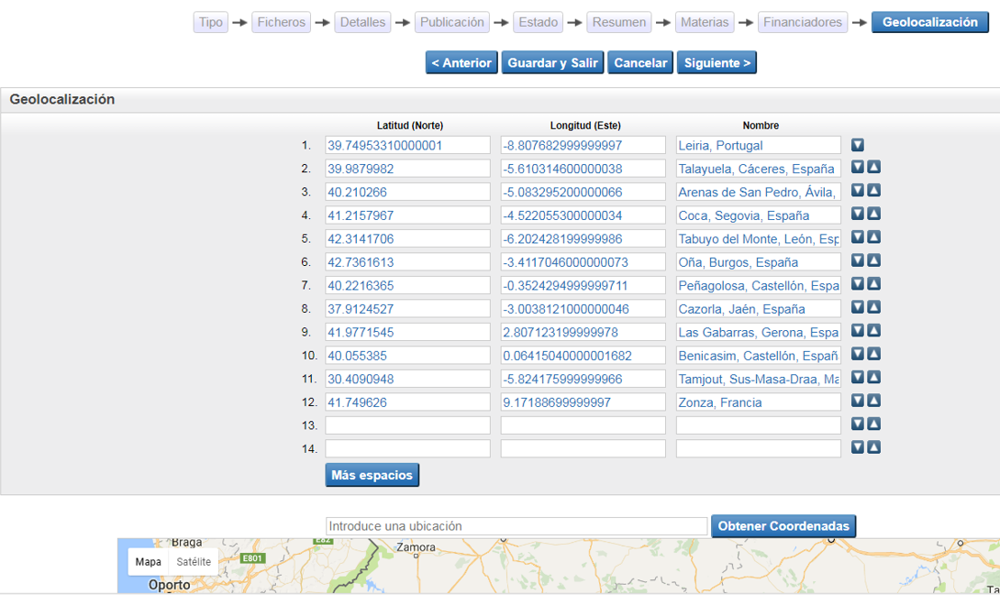 Tipo Ficheros Detalles Publicación Estado Resumen Materias Financiadores Geolocalización
< Anterior Guardar y Salir Cancelar Siguiente >
Geolocalización
Latitud (Norte) Longitud (Este) Nombre
1. 39.74953310000001 -8.807682999999997 Leiria, Portugal
2. 39.9879982 -5.610314600000038 Talayuela, Cáceres, España
3. 40.210266 -5.083295200000066 Arenas de San Pedro, Ávila,
4. 41.2157967 -4.522055300000034 Coca, Segovia, España
5. 42.3141706 -6.202428199999986 Tabuyo del Monte, León, Esp
6. 42.7361613 -3.4117046000000073 Oña, Burgos, España
7. 40.2216365 -0.3524294999999711 Peñagolosa, Castellón, Espa
8. 37.9124527 -3.0038121000000046 Cazorla, Jaén, España
9. 41.9771545 2.807123199999978 Las Gabarras, Gerona, Espa
10. 40.055385 0.06415040000001682 Benicasim, Castellón, Españ
11. 30.4090948 -5.824175999999966 Tamjout, Sus-Masa-Draa, Ma
12. 41.749626 9.17188699999997 Zonza, Francia
13.
14.
Más espacios
Introduce una ubicación Obtener Coordenadas
Braga E82 Zamora
Mapa Satélite E801
Oporto Ta